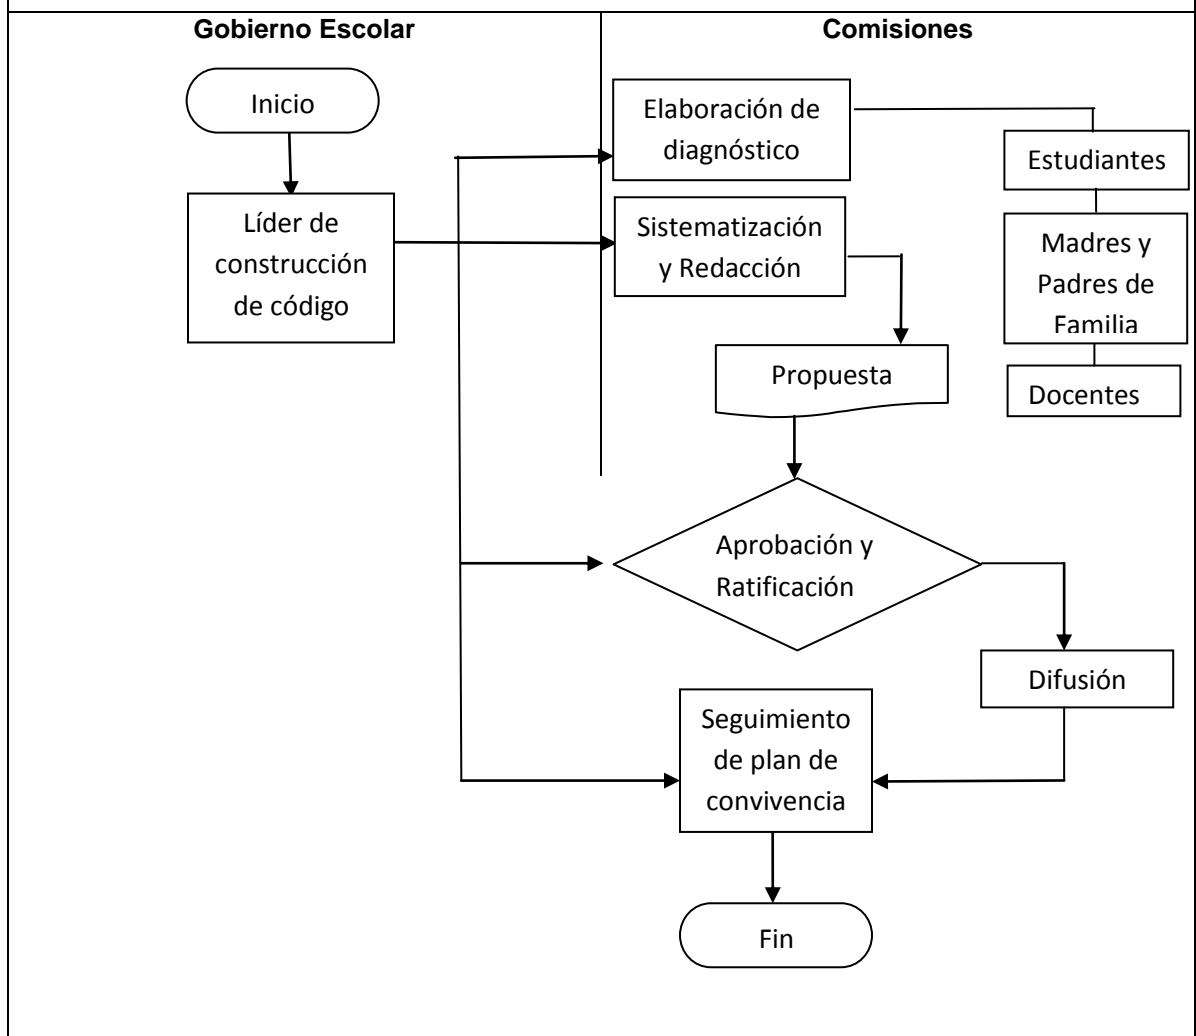 Gobierno Escolar
Comisiones
Inicio
Líder de
construcción
de código
Elaboración de
diagnóstico
Estudiantes
Madres y
Padres de
Familia
Docentes
Sistematización
y Redacción
Propuesta
Aprobación y
Ratificación
Difusión
Seguimiento
de plan de
convivencia
Fin